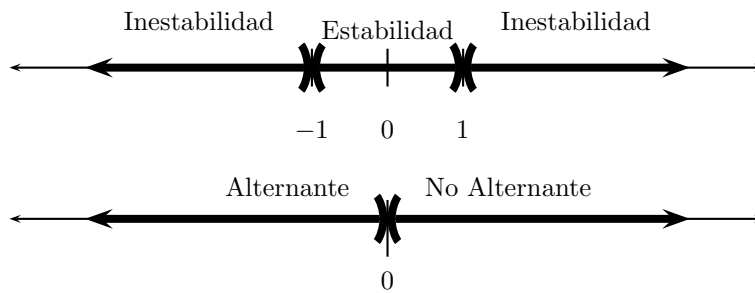 Inestabilidad Estabilidad Inestabilidad
−1 0 1
Alternante No Alternante
0